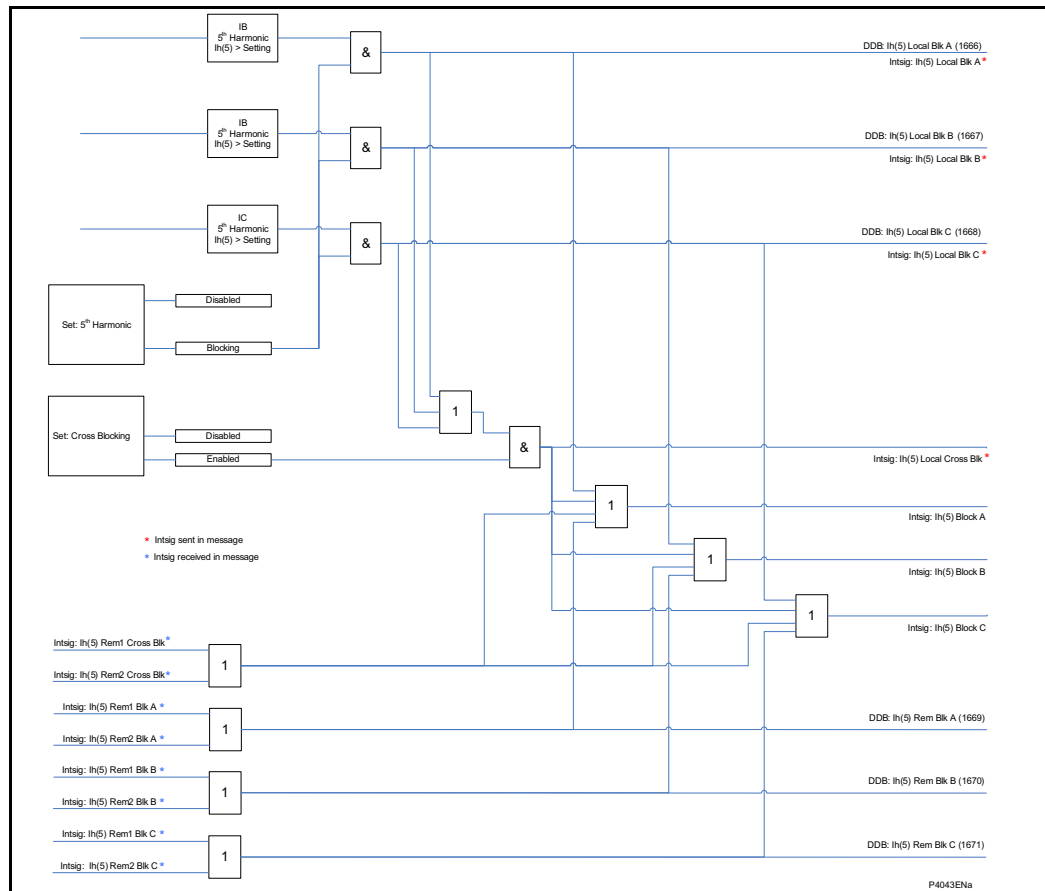 IB
5th Harmonic
Ih(5) > Setting
&
DDB: Ih(5) Local Blk A (1666)
Intsig: Ih(5) Local Blk A *
IB
5th Harmonic
Ih(5) > Setting
&
DDB: Ih(5) Local Blk B (1667)
Intsig: Ih(5) Local Blk B *
IC
5th Harmonic
Ih(5) > Setting
&
DDB: Ih(5) Local Blk C (1668)
Intsig: Ih(5) Local Blk C *
Set: 5th Harmonic
Disabled
Blocking
Set: Cross Blocking
Disabled
Enabled
1
&
Intsig: Ih(5) Local Cross Blk *
1
Intsig: Ih(5) Block A
* Intsig sent in message
* Intsig received in message
1
Intsig: Ih(5) Block B
1
Intsig: Ih(5) Block C
Intsig: Ih(5) Rem1 Cross Blk *
Intsig: Ih(5) Rem2 Cross Blk *
1
Intsig: Ih(5) Rem1 Blk A *
Intsig: Ih(5) Rem2 Blk A *
1
DDB: Ih(5) Rem Blk A (1669)
Intsig: Ih(5) Rem1 Blk B *
Intsig: Ih(5) Rem2 Blk B *
1
DDB: Ih(5) Rem Blk B (1670)
Intsig: Ih(5) Rem1 Blk C *
Intsig: Ih(5) Rem2 Blk C *
1
DDB: Ih(5) Rem Blk C (1671)
P4043ENa